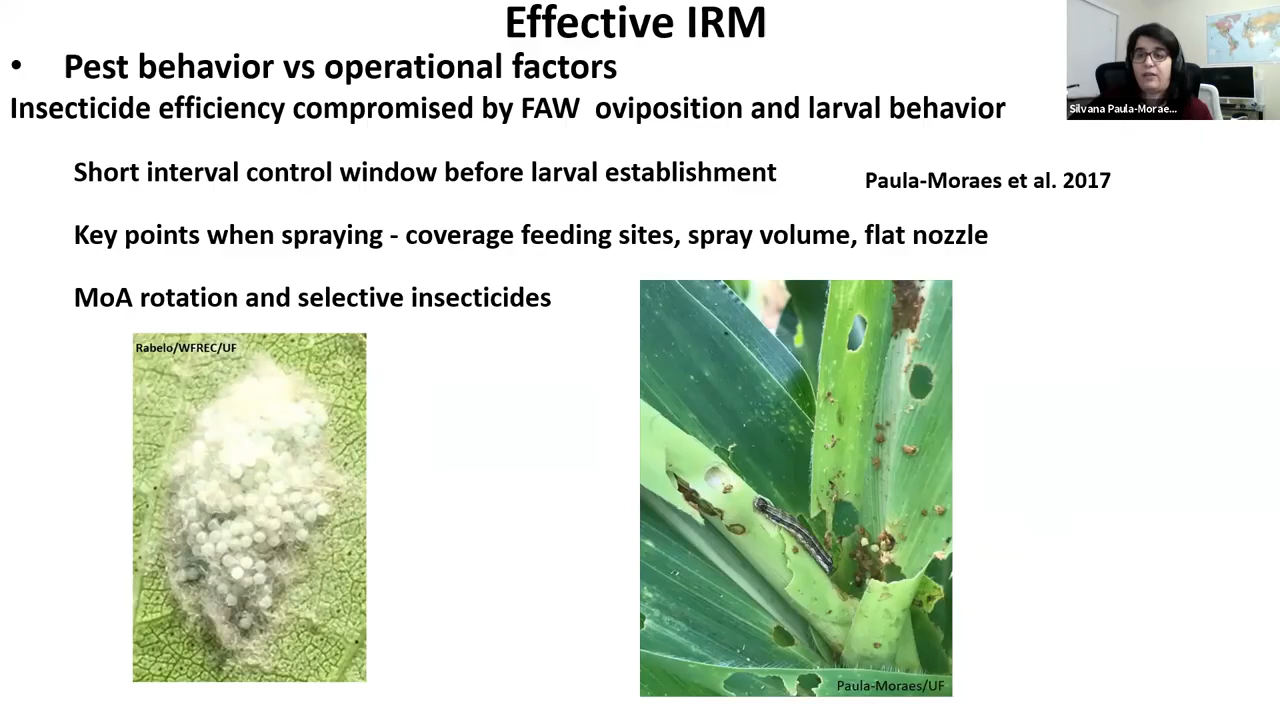 Effective IRM
• Pest behavior vs operational factors
Insecticide efficiency compromised by FAW oviposition and larval behavior
Silvana Paula-Morae...
Short interval control window before larval establishment
Paula-Moraes et al. 2017
Key points when spraying - coverage feeding sites, spray volume, flat nozzle
MoA rotation and selective insecticides
Rabelo/WFREC/UF
Paula-Moraes/UF